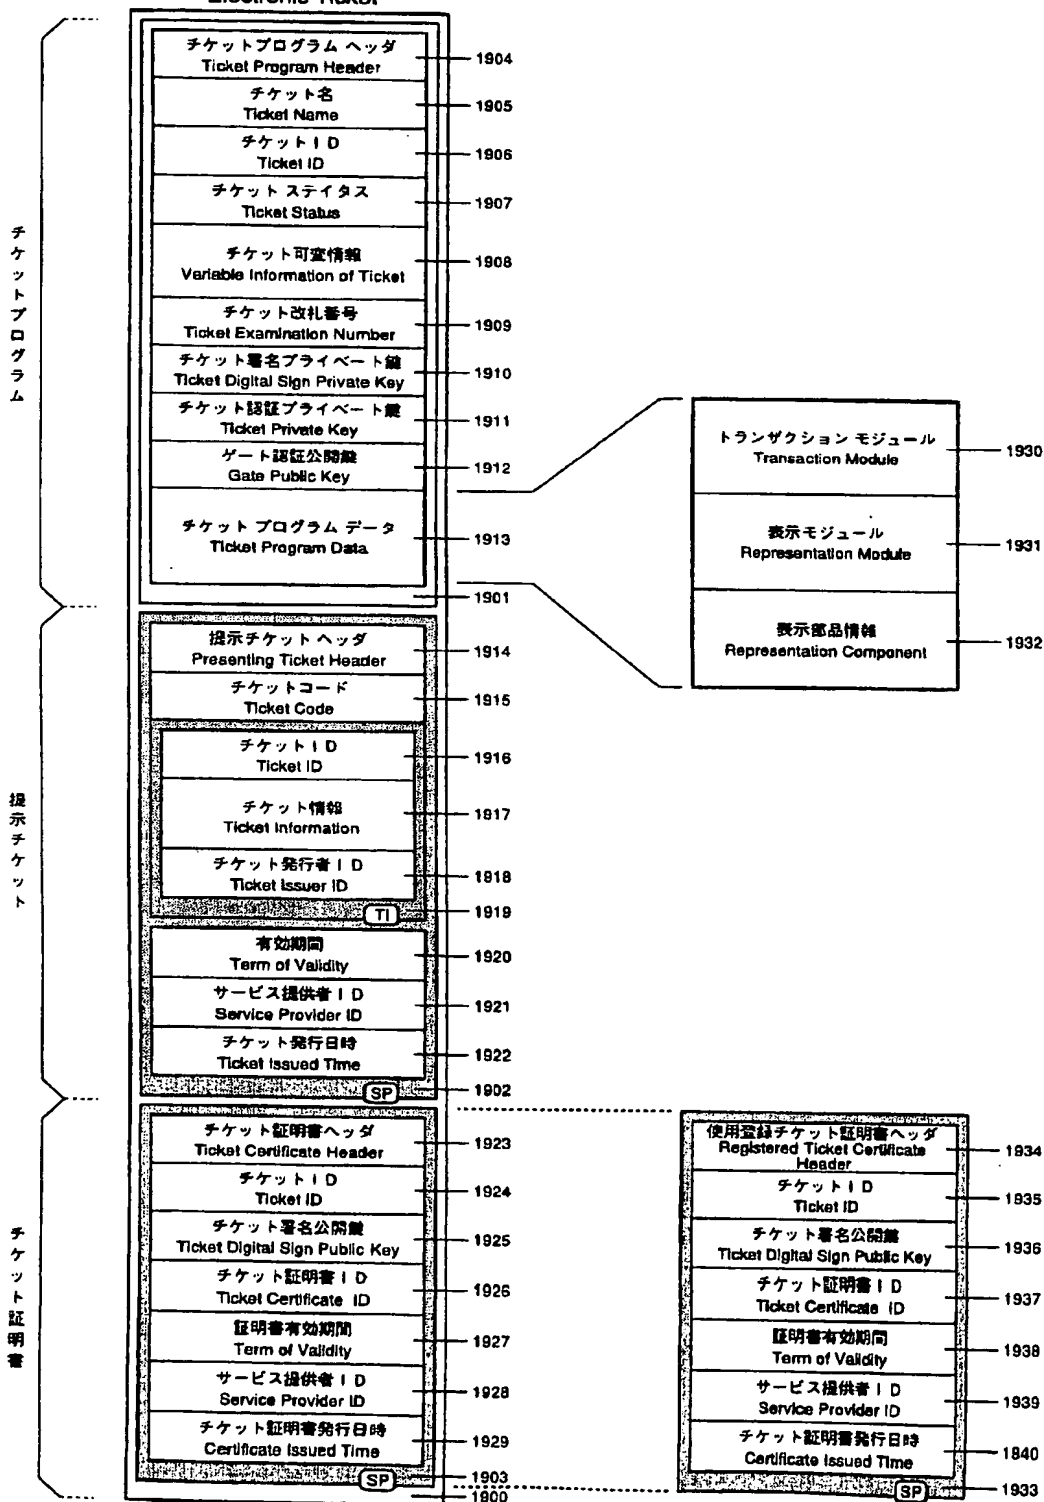 チケットプログラム ヘッダ
Ticket Program Header
1904
チケット名
Ticket Name
1905
チケットID
Ticket ID
1906
チケット ステイタス
Ticket Status
1907
チケット可変情報
Variable Information of Ticket
1908
チケット改札番号
Ticket Examination Number
1909
チケット署名プライベート鍵
Ticket Digital Sign Private Key
1910
チケット認証プライベート鍵
Ticket Private Key
1911
ゲート認証公開鍵
Gate Public Key
1912
チケット プログラム データ
Ticket Program Data
1913
1901
チケットプログラム
トランザクション モジュール
Transaction Module
1930
表示モジュール
Representation Module
1931
表示部品情報
Representation Component
1932
提示チケット ヘッダ
Presenting Ticket Header
1914
チケットコード
Ticket Code
1915
チケットID
Ticket ID
1916
チケット情報
Ticket Information
1917
チケット発行者ID
Ticket Issuer ID
1918
TI
1919
有効期間
Term of Validity
1920
サービス提供者ID
Service Provider ID
1921
チケット発行日時
Ticket Issued Time
1922
SP
1902
提示チケット
チケット証明書ヘッダ
Ticket Certificate Header
1923
チケットID
Ticket ID
1924
チケット署名公開鍵
Ticket Digital Sign Public Key
1925
チケット証明書ID
Ticket Certificate ID
1926
証明書有効期間
Term of Validity
1927
サービス提供者ID
Service Provider ID
1928
チケット証明書発行日時
Certificate Issued Time
1929
SP
1903
1900
チケット証明書
使用登録チケット証明書ヘッダ
Registered Ticket Certificate
Header
1934
チケットID
Ticket ID
1935
チケット署名公開鍵
Ticket Digital Sign Public Key
1936
チケット証明書ID
Ticket Certificate ID
1937
証明書有効期間
Term of Validity
1938
サービス提供者ID
Service Provider ID
1939
チケット証明書発行日時
Certificate Issued Time
1840
SP
1933